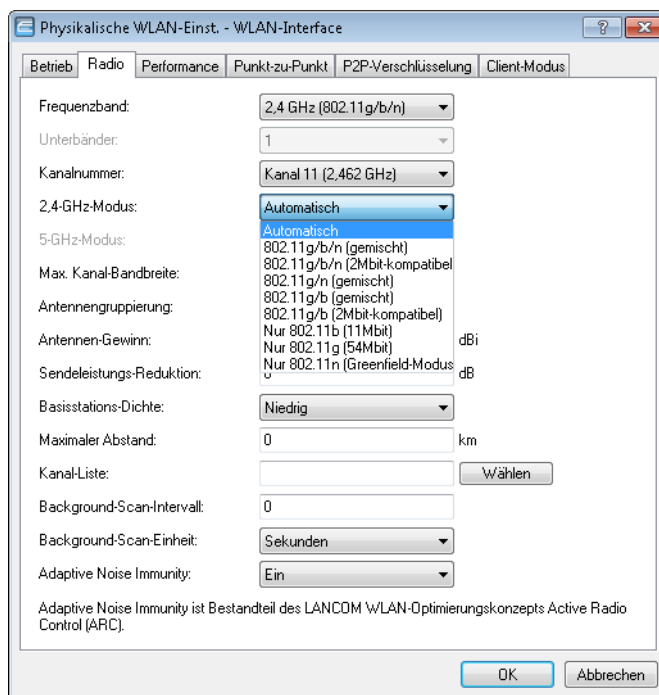 Physikalische WLAN-Einst. - WLAN-Interface
Betrieb Radio Performance Punkt-zu-Punkt P2P-Verschlüsselung Client-Modus
Frequenzband: 2,4 GHz (802.11g/b/n)
Unterbänder: 1
Kanalnummer: Kanal 11 (2,462 GHz)
2,4-GHz-Modus: Automatisch
Automatisch
5-GHz-Modus:
802.11g/b/n (gemischt)
802.11g/b/n (2Mbit-kompatibel
Max. Kanal-Bandbreite:
802.11g/n (gemischt)
802.11g/b (gemischt)
Antennengruppierung:
802.11g/b (2Mbit-kompatibel)
Nur 802.11b (11Mbit)
Antennen-Gewinn: dBi
Nur 802.11g (54Mbit)
Nur 802.11n (Greenfield-Modus
Sendeleistungs-Reduktion: dB
Basisstations-Dichte: Niedrig
Maximaler Abstand: 0 km
Kanal-Liste: Wählen
Background-Scan-Intervall: 0
Background-Scan-Einheit: Sekunden
Adaptive Noise Immunity: Ein
Adaptive Noise Immunity ist Bestandteil des LANCOM WLAN-Optimierungskonzepts Active Radio
Control (ARC).
OK Abbrechen